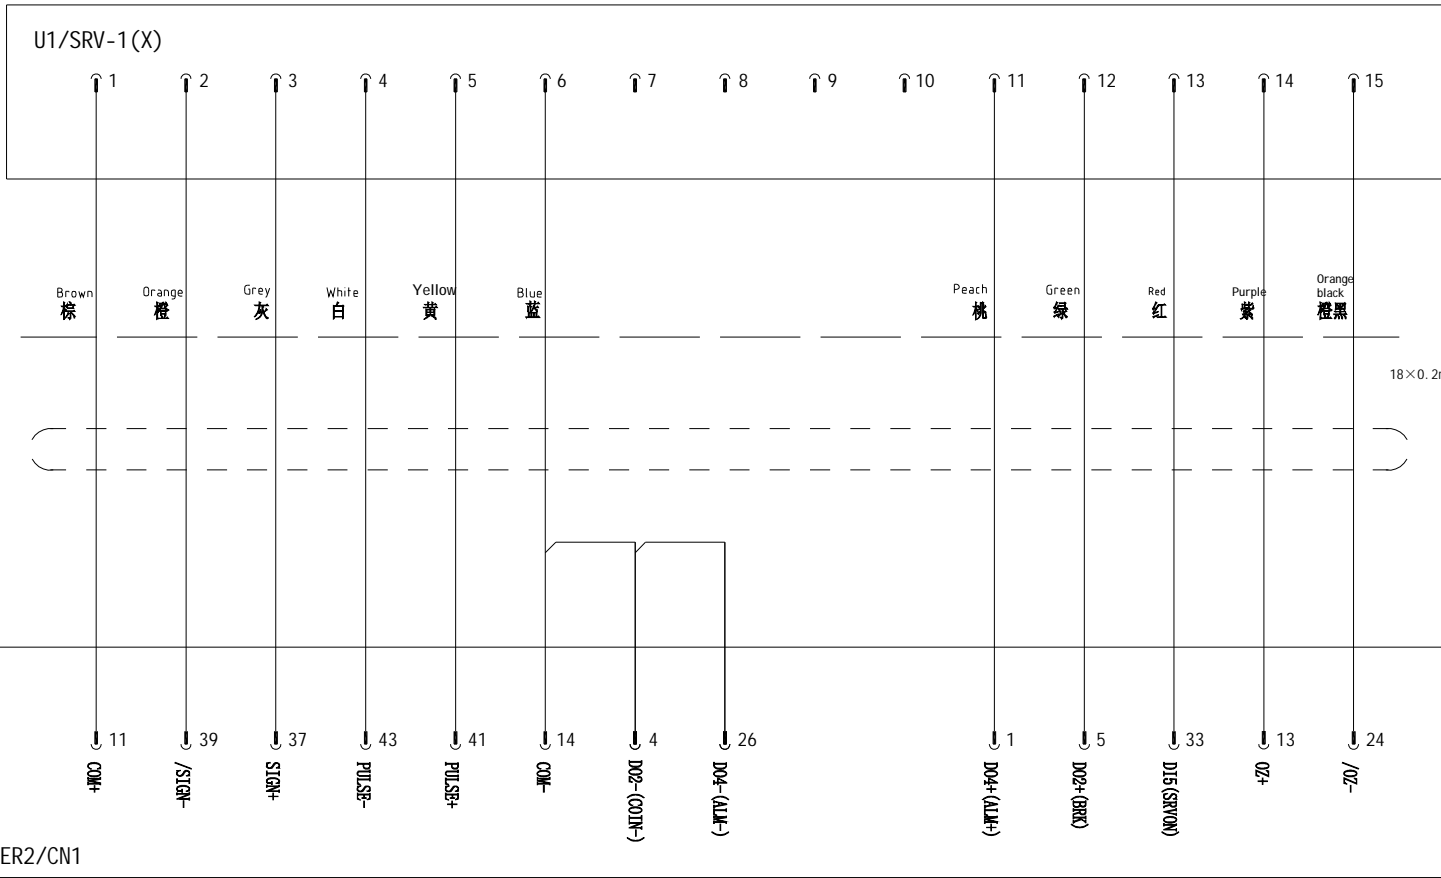 U1/SRV-1(X)
1 2 3 4 5 6 7 8 9 10 11 12 13 14 15
Brown Orange Grey White Yellow Blue Peach Green Red Purple Orange black
棕 橙 灰 白 黄 蓝 桃 绿 红 紫 橙黑
18×0.2
11 39 37 43 41 14 4 26 1 5 33 13 24
COM+ /SIGN- SIGN+ PULSE- PULSE+ COM- DO2-(COIN-) DO4-(ALM-) DO4+(ALM+) DO2+(BRK) DI5(SRVON) OZ+ /OZ-
ER2/CN1